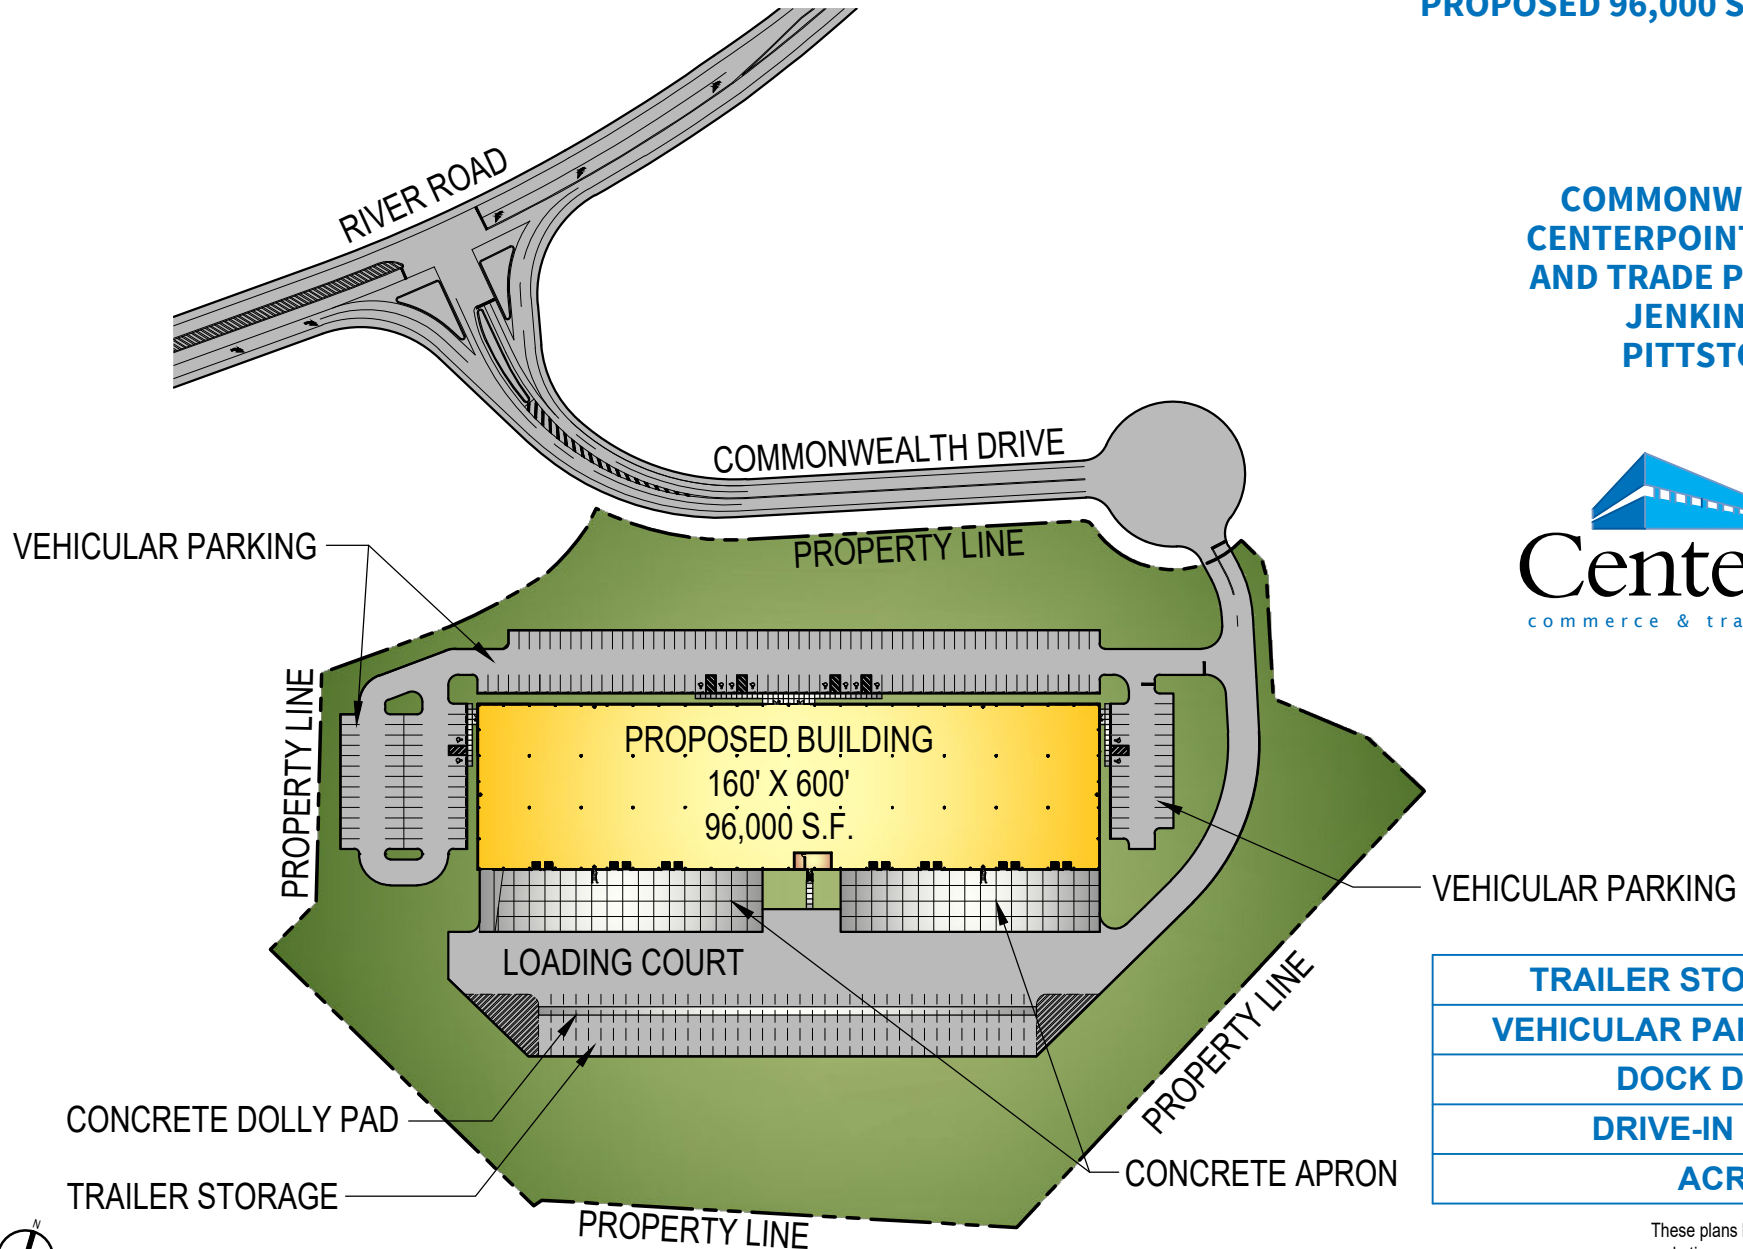 PROPOSED 96,000 S
RIVER ROAD
COMMONW
CENTERPOINT
AND TRADE P
JENKIN
PITTST
COMMONWEALTH DRIVE
Cente
commerce & tra
VEHICULAR PARKING
PROPERTY LINE
PROPERTY LINE
PROPOSED BUILDING
160' X 600'
96,000 S.F.
VEHICULAR PARKING
LOADING COURT
PROPERTY LINE
TRAILER STO
VEHICULAR PA
DOCK D
DRIVE-IN
ACR
CONCRETE DOLLY PAD
TRAILER STORAGE
CONCRETE APRON
PROPERTY LINE
N
These plans